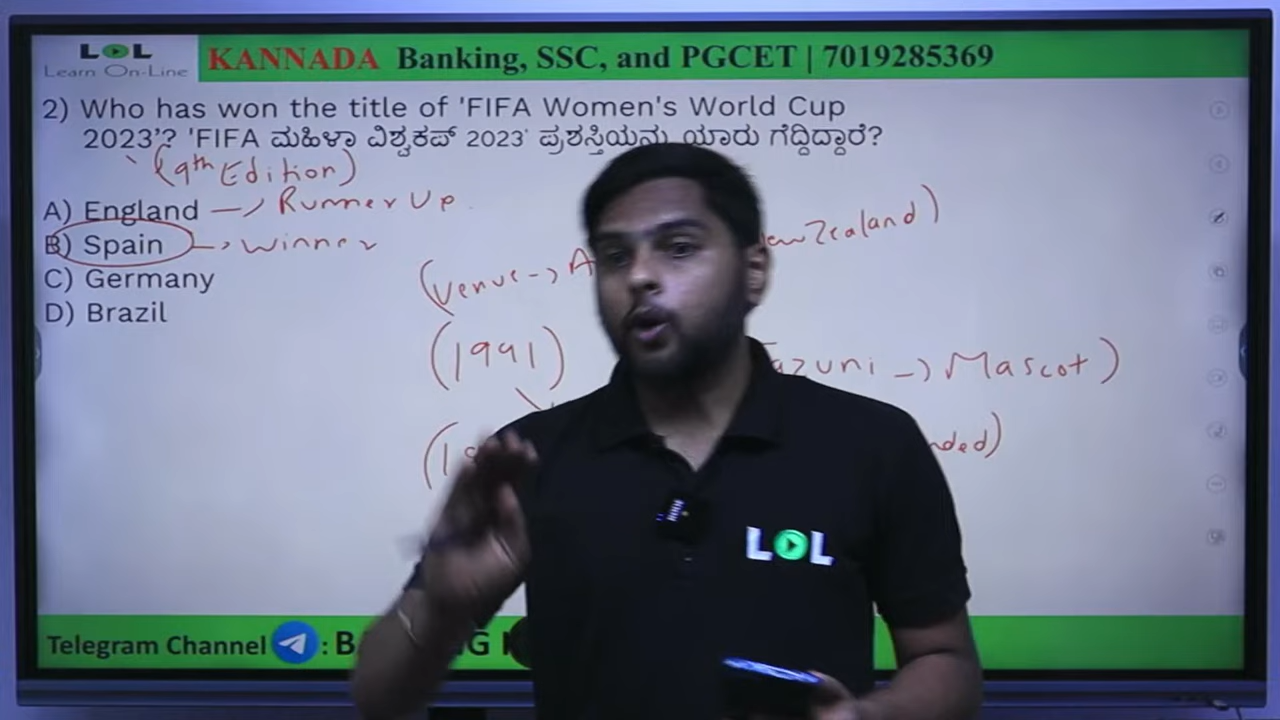 LOL
Learn On-Line
KANNADA Banking, SSC, and PGCET | 7019285369
2) Who has won the title of 'FIFA Women's World Cup
2023'? 'FIFA ಮಹಿಳಾ ವಿಶ್ವಕಪ್ 2023' ಪ್ರಶಸ್ತಿಯನ್ನು ಯಾರು ಗೆದ್ದಿದ್ದಾರೆ?
(9th Edition)
A) England -> Runner Up
B) Spain -> Winner
C) Germany
D) Brazil
(Venue ->
Zealand)
(1991)
-> Mascot)
LOL
Telegram Channel :